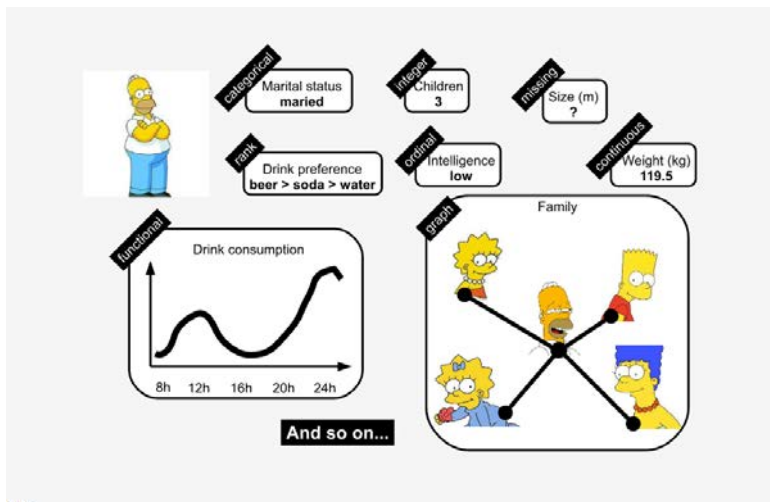 categorical
Marital status
maried
integer
Children
3
missing
Size (m)
?
rank
Drink preference
beer > soda > water
ordinal
Intelligence
low
continuous
Weight (kg)
119.5
functional
Drink consumption
8h 12h 16h 20h 24h
graph
Family
And so on...